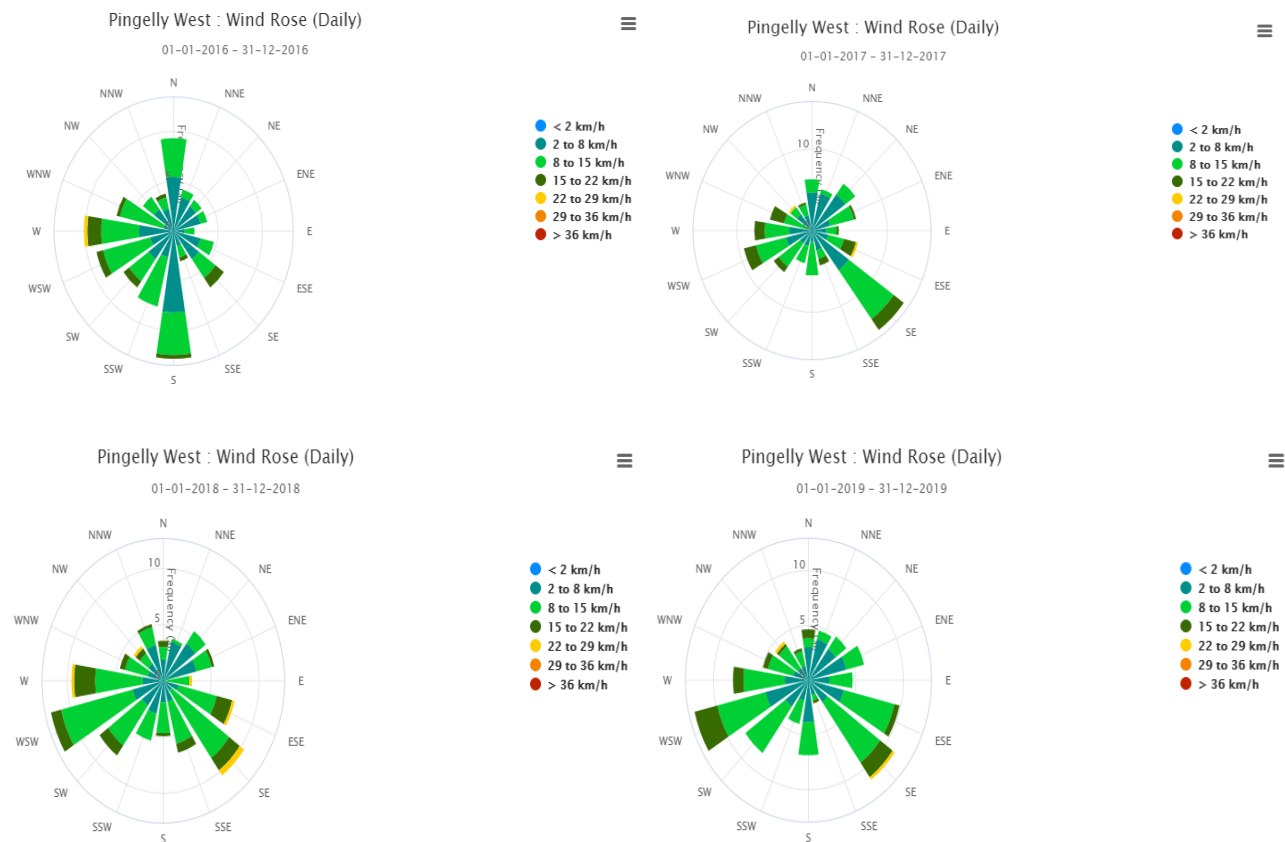 Pingelly West : Wind Rose (Daily)
01-01-2016 - 31-12-2016
N
NNW
NNE
NW
NE
WNW
ENE
W
E
WSW
ESE
SW
SE
SSW
SSE
S
< 2 km/h
2 to 8 km/h
8 to 15 km/h
15 to 22 km/h
22 to 29 km/h
29 to 36 km/h
> 36 km/h
Pingelly West : Wind Rose (Daily)
01-01-2017 - 31-12-2017
N
NNW
NNE
NW
NE
10
Frequency
WNW
ENE
W
E
WSW
ESE
SW
SE
SSW
SSE
S
< 2 km/h
2 to 8 km/h
8 to 15 km/h
15 to 22 km/h
22 to 29 km/h
29 to 36 km/h
> 36 km/h
Pingelly West : Wind Rose (Daily)
01-01-2018 - 31-12-2018
N
NNW
NNE
10
NW
NE
Frequency
5
WNW
ENE
W
E
WSW
ESE
SW
SE
SSW
SSE
S
< 2 km/h
2 to 8 km/h
8 to 15 km/h
15 to 22 km/h
22 to 29 km/h
29 to 36 km/h
> 36 km/h
Pingelly West : Wind Rose (Daily)
01-01-2019 - 31-12-2019
N
NNW
NNE
10
NW
NE
Frequency
5
WNW
ENE
W
E
WSW
ESE
SW
SE
SSW
SSE
S
< 2 km/h
2 to 8 km/h
8 to 15 km/h
15 to 22 km/h
22 to 29 km/h
29 to 36 km/h
> 36 km/h